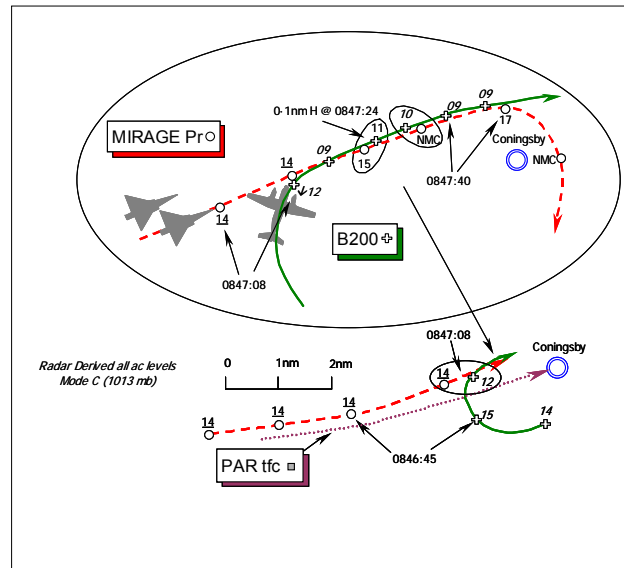 09
17
09
10
0·1nm H @ 0847:24
11
NMC
MIRAGE Pr
09
15
Coningsby
NMC
14
0847:40
12
14
B200
0847:08
0847:08
Coningsby
Radar Derived all ac levels
Mode C (1013 mb)
0 1nm 2nm
14
12
14
14
14
15
14
PAR tfc
0846:45